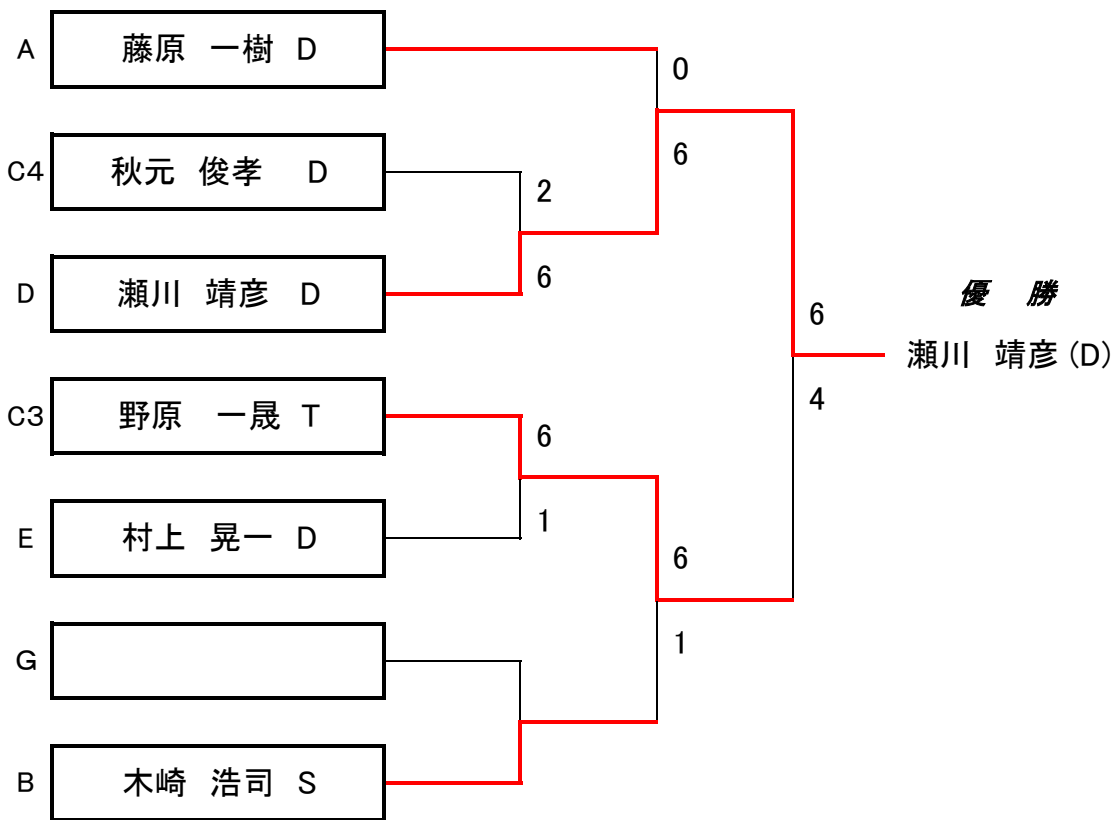 A 藤原 一樹 D
0
C4 秋元 俊孝 D
6
2
D 瀬川 靖彦 D
6
優 勝
6
瀬川 靖彦 (D)
C3 野原 一晟 T
4
6
E 村上 晃一 D
1
6
G
1
B 木崎 浩司 S